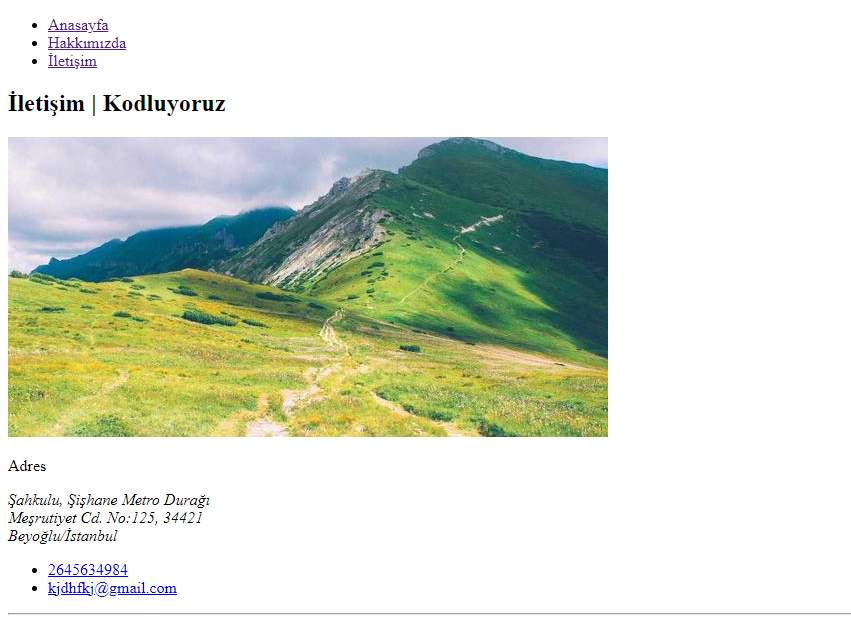 Anasayfa
Hakkımızda
İletişim
İletişim | Kodluyoruz
Adres
Şahkulu, Şişhane Metro Durağı
Meşrutiyet Cd. No:125, 34421
Beyoğlu/İstanbul
2645634984
kjdhfkj@gmail.com